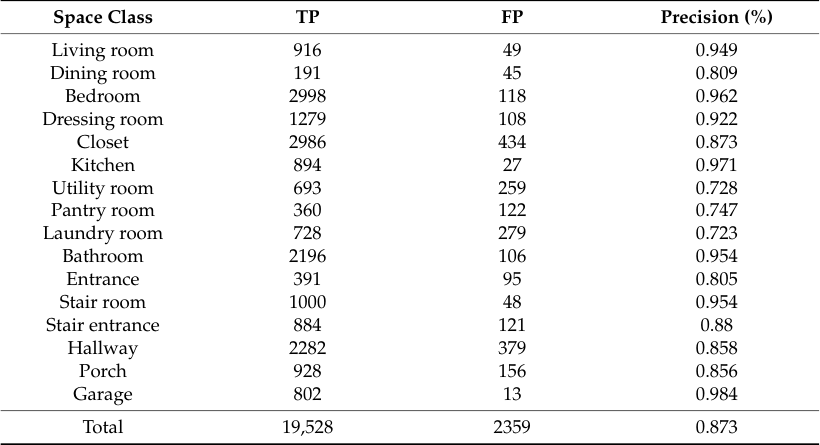 Space Class TP FP Precision (%)
Living room 916 49 0.949
Dining room 191 45 0.809
Bedroom 2998 118 0.962
Dressing room 1279 108 0.922
Closet 2986 434 0.873
Kitchen 894 27 0.971
Utility room 693 259 0.728
Pantry room 360 122 0.747
Laundry room 728 279 0.723
Bathroom 2196 106 0.954
Entrance 391 95 0.805
Stair room 1000 48 0.954
Stair entrance 884 121 0.88
Hallway 2282 379 0.858
Porch 928 156 0.856
Garage 802 13 0.984
Total 19,528 2359 0.873